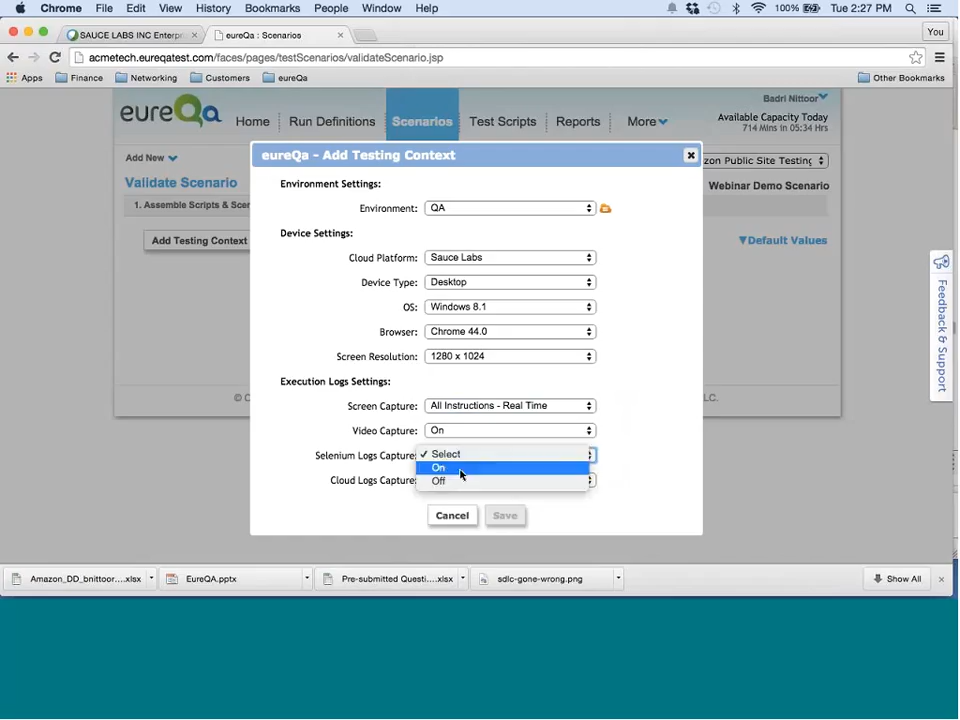 Chrome File Edit View History Bookmarks People Window Help 100% Tue 2:27 PM
SAUCE LABS INC Enterp eureQa : Scenarios You
acmetech.eureqatest.com/faces/pages/testScenarios/validateScenario.jsp
Apps Finance Networking Customers eureQa Other Bookmarks
eureQa Home Run Definitions Scenarios Test Scripts Reports More
Badri Nittoor
Available Capacity Today
714 Mins in 05:34 Hrs
Add New
zon Public Site Testing
Validate Scenario
Webinar Demo Scenario
1. Assemble Scripts & Scen
Add Testing Context
▼Default Values
eureQa - Add Testing Context
Environment Settings:
Environment: QA
Device Settings:
Cloud Platform: Sauce Labs
Device Type: Desktop
OS: Windows 8.1
Browser: Chrome 44.0
Screen Resolution: 1280 x 1024
Execution Logs Settings:
Screen Capture: All Instructions - Real Time
Video Capture: On
Selenium Logs Capture: ✓ Select
On
Off
Cloud Logs Capture:
Cancel Save
© C
LLC.
Feedback & Support
Amazon_DD_bnittoor....xlsx EureQA.pptx Pre-submitted Questi....xlsx sdlc-gone-wrong.png Show All